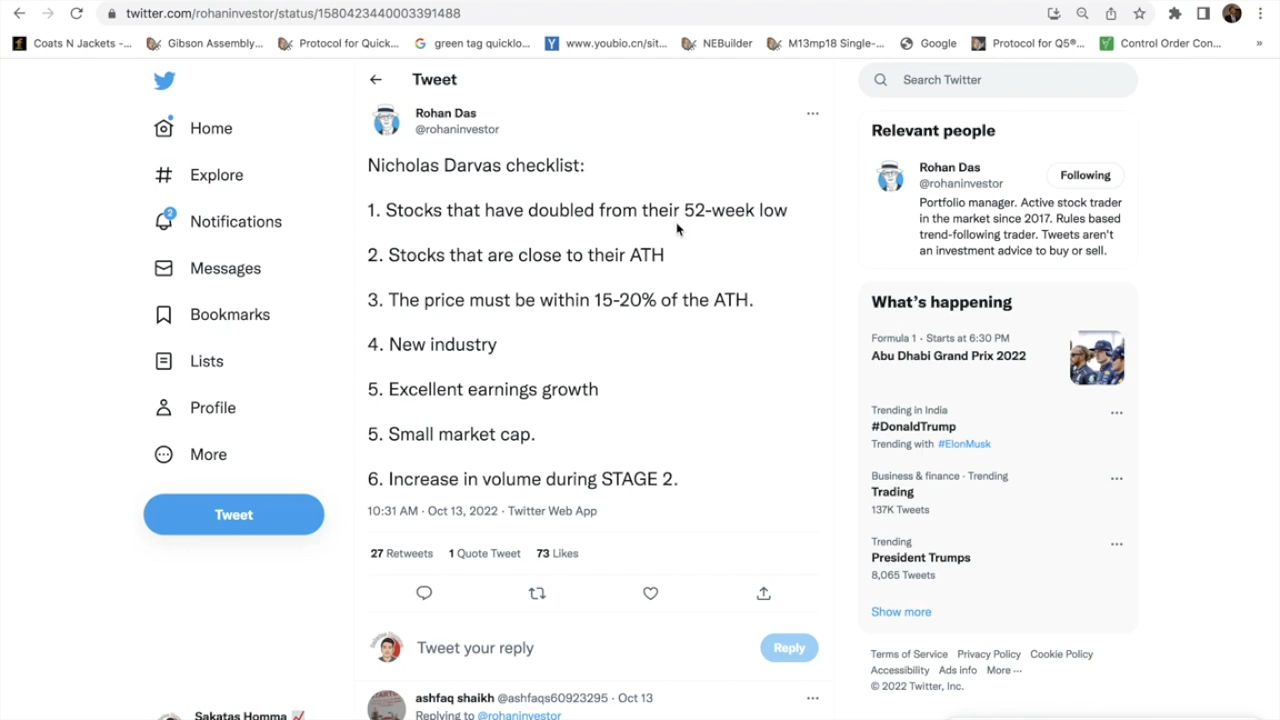 twitter.com/rohaninvestor/status/1580423440003391488
Coats N Jackets -...
Gibson Assembly...
Protocol for Quick...
green tag quicklo...
www.youbio.cn/sit...
NEBuilder
M13mp18 Single-...
Google
Protocol for Q5®...
Control Order Con...
»
Home
Explore
2
Notifications
Messages
Bookmarks
Lists
Profile
More
Tweet
Sakatas Homma
Tweet
Rohan Das
@rohaninvestor
Nicholas Darvas checklist:
1. Stocks that have doubled from their 52-week low
2. Stocks that are close to their ATH
3. The price must be within 15-20% of the ATH.
4. New industry
5. Excellent earnings growth
5. Small market cap.
6. Increase in volume during STAGE 2.
10:31 AM · Oct 13, 2022 · Twitter Web App
27 Retweets 1 Quote Tweet 73 Likes
Tweet your reply
Reply
ashfaq shaikh @ashfaqs60923295 · Oct 13
Replying to @rohaninvestor
Search Twitter
Relevant people
Rohan Das
@rohaninvestor
Following
Portfolio manager. Active stock trader
in the market since 2017. Rules based
trend-following trader. Tweets aren't
an investment advice to buy or sell.
What's happening
Formula 1 · Starts at 6:30 PM
Abu Dhabi Grand Prix 2022
Trending in India
#DonaldTrump
Trending with #ElonMusk
Business & finance · Trending
Trading
137K Tweets
Trending
President Trumps
8,065 Tweets
Show more
Terms of Service Privacy Policy Cookie Policy
Accessibility Ads info More ...
© 2022 Twitter, Inc.